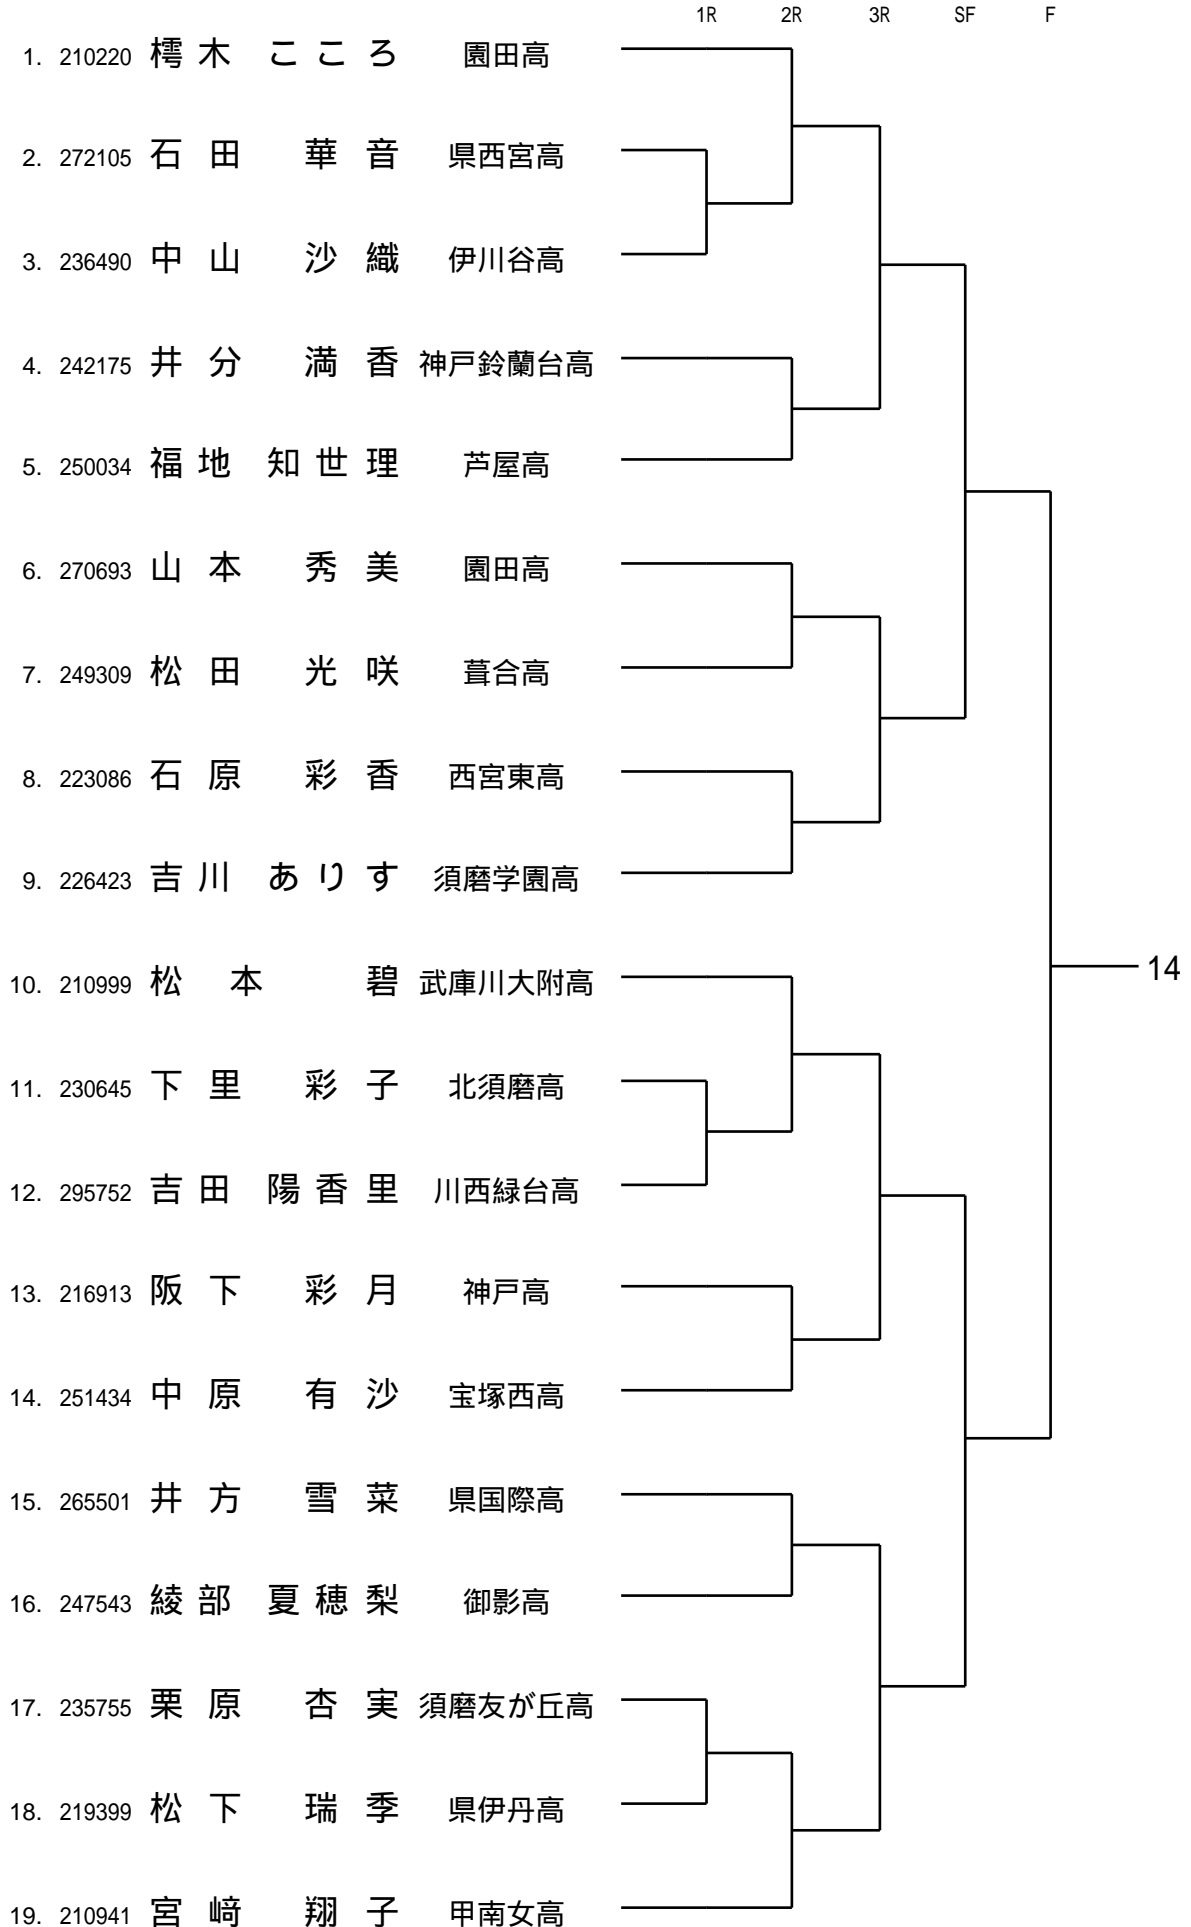 1R 2R 3R SF F
1. 210220 樗木 こころ 園田高
2. 272105 石田 華音 県西宮高
3. 236490 中山 沙織 伊川谷高
4. 242175 井分 満香 神戸鈴蘭台高
5. 250034 福地 知世理 芦屋高
6. 270693 山本 秀美 園田高
7. 249309 松田 光咲 葺合高
8. 223086 石原 彩香 西宮東高
9. 226423 吉川 ありす 須磨学園高
10. 210999 松本 碧 武庫川大附高
14
11. 230645 下里 彩子 北須磨高
12. 295752 吉田 陽香里 川西緑台高
13. 216913 阪下 彩月 神戸高
14. 251434 中原 有沙 宝塚西高
15. 265501 井方 雪菜 県国際高
16. 247543 綾部 夏穂梨 御影高
17. 235755 栗原 杏実 須磨友が丘高
18. 219399 松下 瑞季 県伊丹高
19. 210941 宮﨑 翔子 甲南女高